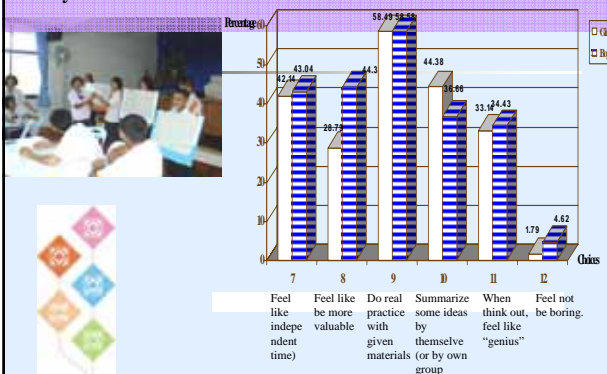 Percentage
60
50
40
30
20
10
0
42.14
43.04
28.79
44.3
58.49
58.58
44.38
36.66
33.14
34.43
1.79
4.62
7
8
9
10
11
12
Choices
Feel
like
indepe
ndent
time)
Feel like
be more
valuable
Do real
practice
with
given
materials
Summarize
some ideas
by
themselve
(or by own
group
When
think out,
feel like
“genius”
Feel not
be boring.